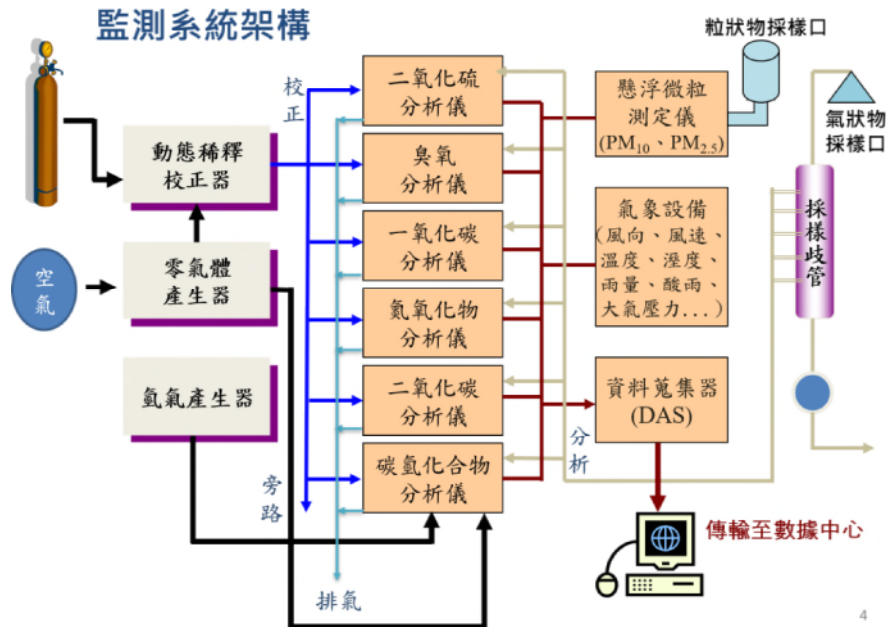 監測系統架構
粒狀物採樣口
校正
二氧化硫
分析儀
懸浮微粒
測定儀
(PM10、PM2.5)
氣狀物
採樣口
動態稀釋
校正器
臭氧
分析儀
一氧化碳
分析儀
氣象設備
(風向、風速、
溫度、溼度、
雨量、酸雨、
大氣壓力...)
採樣歧管
空氣
零氣體
產生器
氮氧化物
分析儀
氫氣產生器
二氧化碳
分析儀
資料蒐集器
(DAS)
分析
碳氫化合物
分析儀
旁路
傳輸至數據中心
排氣
4